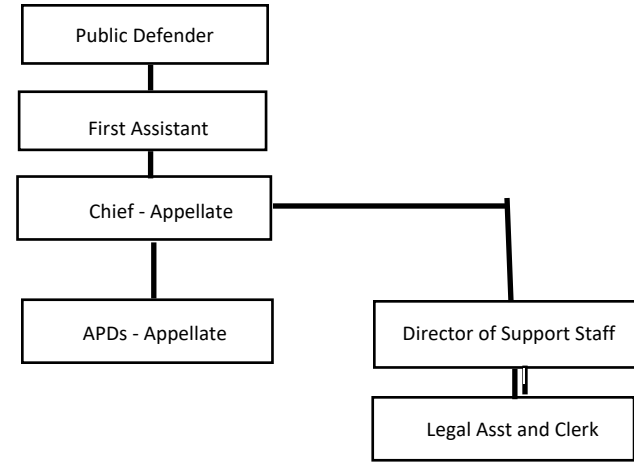 Public Defender
First Assistant
Chief - Appellate
APDs - Appellate
Director of Support Staff
Legal Asst and Clerk